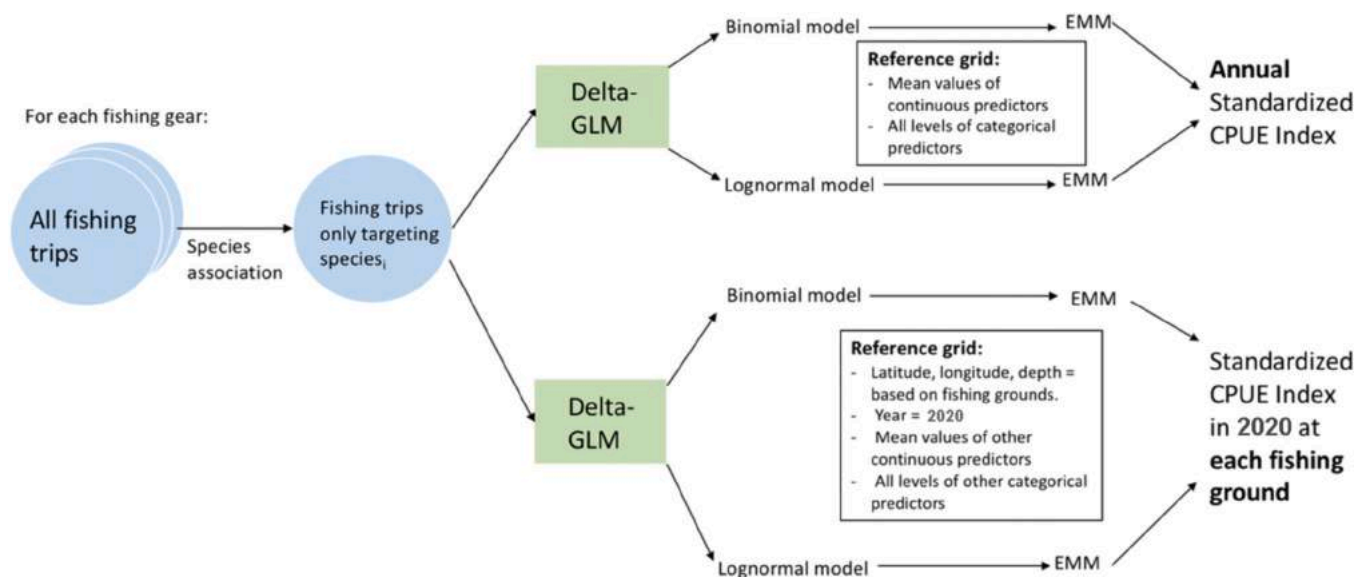 For each fishing gear:
All fishing
trips
Species
association
Fishing trips
only targeting
speciesᵢ
Delta-
GLM
Binomial model
EMM
Reference grid:
- Mean values of
continuous predictors
- All levels of categorical
predictors
Lognormal model
EMM
Annual
Standardized
CPUE Index
Delta-
GLM
Binomial model
EMM
Reference grid:
- Latitude, longitude, depth =
based on fishing grounds.
- Year = 2020
- Mean values of other
continuous predictors
- All levels of other categorical
predictors
Lognormal model
EMM
Standardized
CPUE Index
in 2020 at
each fishing
ground